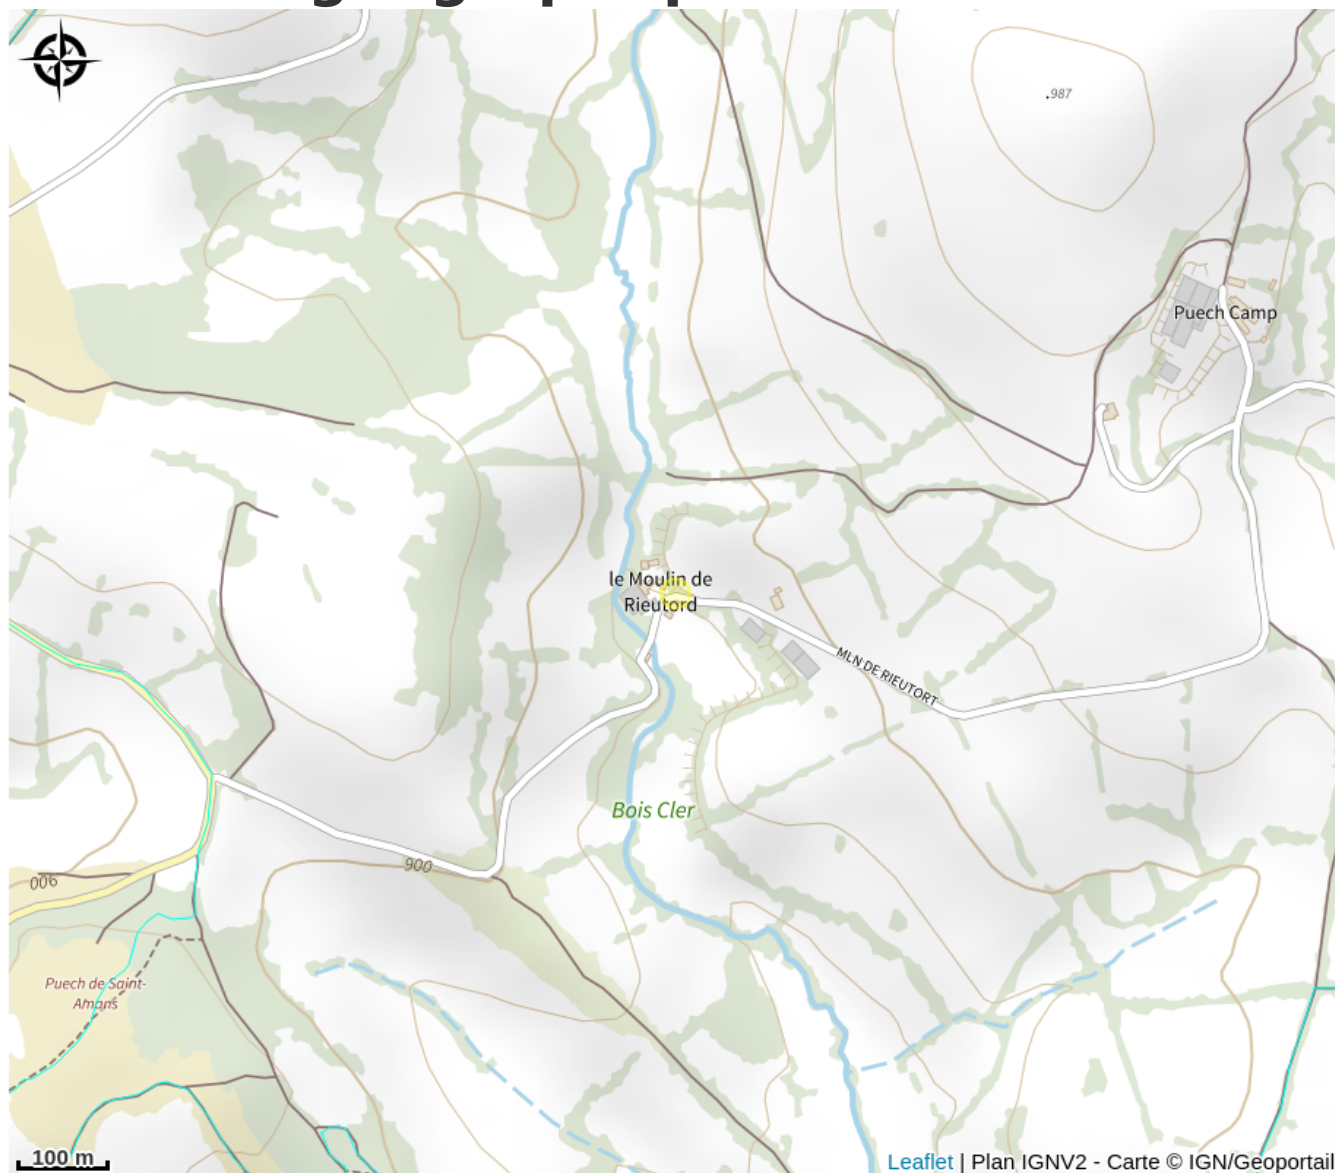 987
Puech Camp
le Moulin de
Rieutord
MLN DE RIEUTORT
Bois Cler
900
900
Puech de Saint-
Amans
100 m
Leaflet | Plan IGNV2 - Carte © IGN/Geoportail